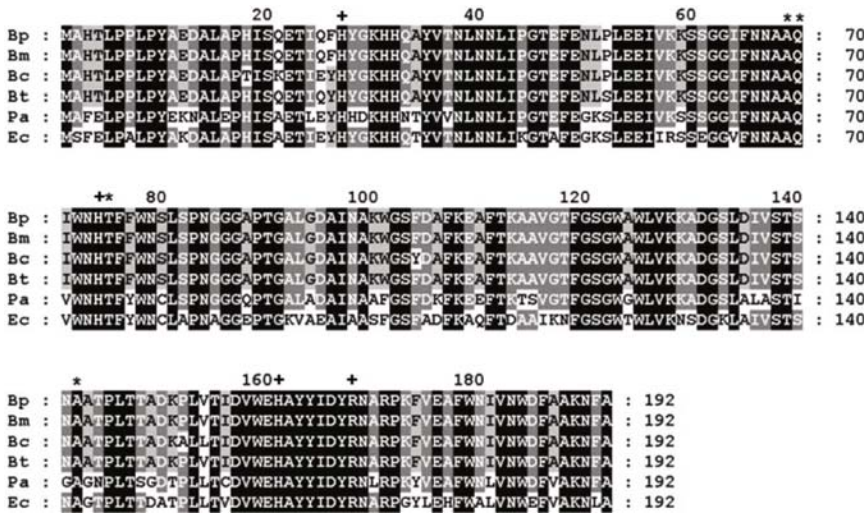 20 + 40 60 **
Bp : MAHTLPPLPYAEDALAPHISQETIQFHYGKHHQAYVTNLNNLIPGTEFENLPLEEIVKKSSGGIFNNAAQ : 70
Bm : MAHTLPPLPYAEDALAPHISQETIQFHYGKHHQAYVTNLNNLIPGTEFENLPLEEIVKKSSGGIFNNAAQ : 70
Bc : MAHTLPPLPYAEDALAPTISKETIEYHYGKHHQAYVTNLNNLIPGTEFENLPLEEIVKKSSGGIFNNAAQ : 70
Bt : MAHTLPPLPYAEDALAPHISQETIQYHYGKHHQAYVTNLNNLIPGTEFENLSLEEIVKKSSGGIFNNAAQ : 70
Pa : MAFELPPLPYEKNALEPHISAETLEYHHDKHHNTYVVNLNNLIPGTEFEGKSLEEIVKSSSGGIFNNAAQ : 70
Ec : MSFELPALPYAKDALAPHISAETIEYHYGKHHQTYVTNLNNLIKGTAFEGKSLEEIIRSSEGGVFNNAAQ : 70
+* 80 100 120 140
Bp : IWNHTFFWNSLSPNGGGAPTGALGDAINAKWGSFDAFKEAFTKAAVGTFGSGWAWLVKKADGSLDIVSTS : 140
Bm : IWNHTFFWNSLSPNGGGAPTGALGDAINAKWGSFDAFKEAFTKAAVGTFGSGWAWLVKKADGSLDIVSTS : 140
Bc : IWNHTFFWNSLSPNGGGAPTGALGDAINAKWGSYDAFKEAFTKAAVGTFGSGWAWLVKKADGSLDIVSTS : 140
Bt : IWNHTFFWNSLSPNGGGAPTGALGDAINAKWGSFDAFKEAFTKAAVGTFGSGWAWLVKKADGSLDIVSTS : 140
Pa : VWNHTFYWNCLSPNGGGQPTGALADAINAAFGSFDKFKEEFTKTSVGTFGSGWGWLVKKADGSLALASTI : 140
Ec : VWNHTFYWNCLAPNAGGEPTGKVAEAIAASFGSFADFKAQFTDAAIKNFGSGWTWLVKNSDGKLAIVSTS : 140
* 160 + + 180
Bp : NAATPLTTADKPLVTIDVWEHAYYIDYRNARPKFVEAFWNIVNWDFAAKNFA : 192
Bm : NAATPLTTADKPLVTIDVWEHAYYIDYRNARPKFVEAFWNIVNWDFAAKNFA : 192
Bc : NAATPLTTADKALLTIDVWEHAYYIDYRNARPKFVEAFWNIVNWDFAAKNFA : 192
Bt : NAATPLTTADKPLVTIDVWEHAYYIDYRNARPKFVEAFWNIVNWDFAAKNFA : 192
Pa : GAGNPLTSGDTPLLTCDVWEHAYYIDYRNLRPKYVEAFWNLVNWDFVAKNFA : 192
Ec : NAGTPLTTDATPLLTVDVWEHAYYIDYRNARPGYLEHFWALVNWEFVAKNLA : 192